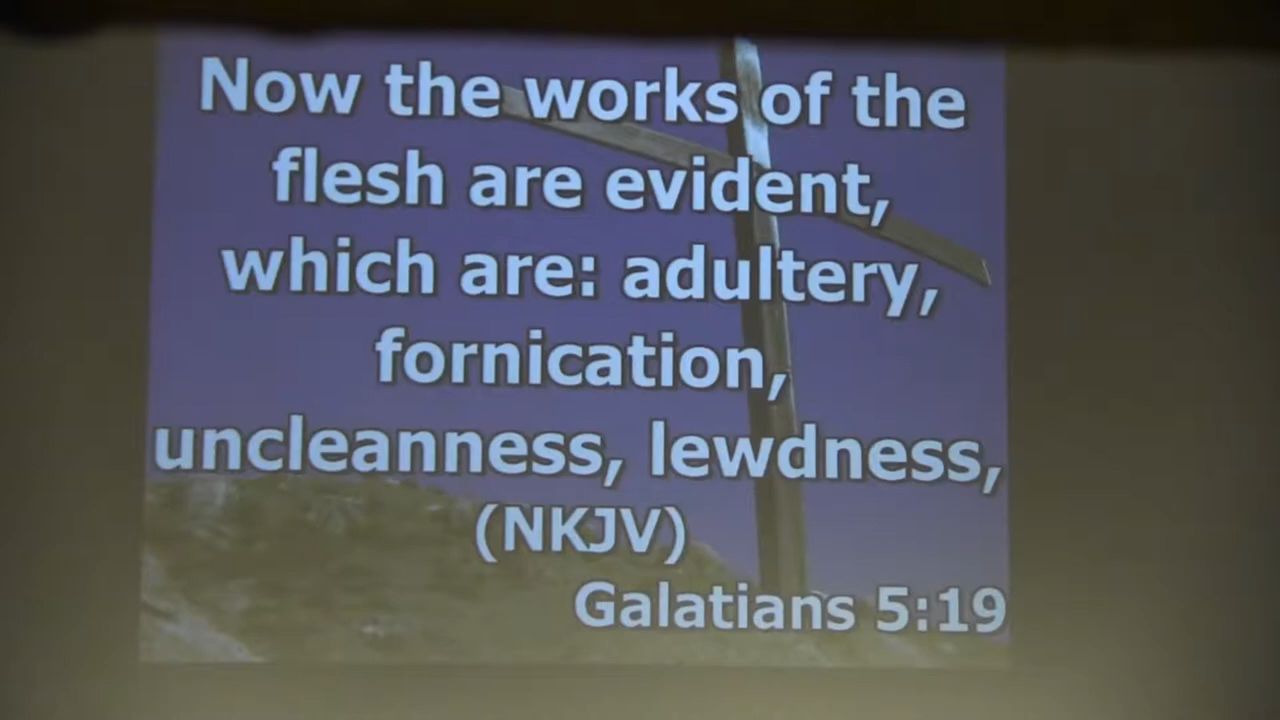 Now the works of the
flesh are evident,
which are: adultery,
fornication,
uncleanness, lewdness,
(NKJV)
Galatians 5:19